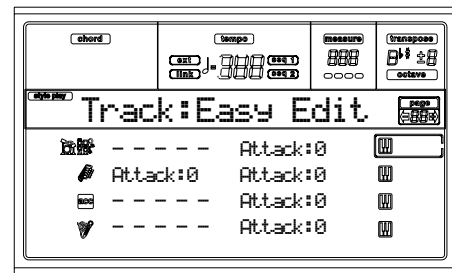 chord tempo measure transpose
ext seq 1
link seq 2
octave
style play page
Track:Easy Edit
- - - - - Attack:0
Attack:0 Attack:0
acc - - - - - Attack:0
- - - - - Attack:0